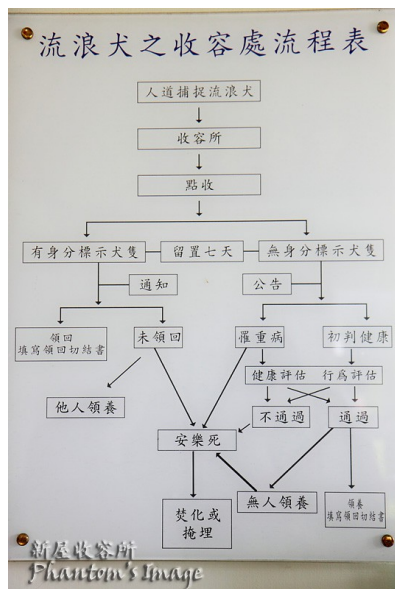 流浪犬之收容處流程表
人道捕捉流浪犬
收容所
點收
有身分標示犬隻
留置七天
無身分標示犬隻
通知
公告
領回
填寫領回切結書
未領回
罹重病
初判健康
健康評估 行為評估
他人領養
不通過
通過
安樂死
焚化或
掩埋
無人領養
領養
填寫領回切結書
新屋收容所
Phantom's Image